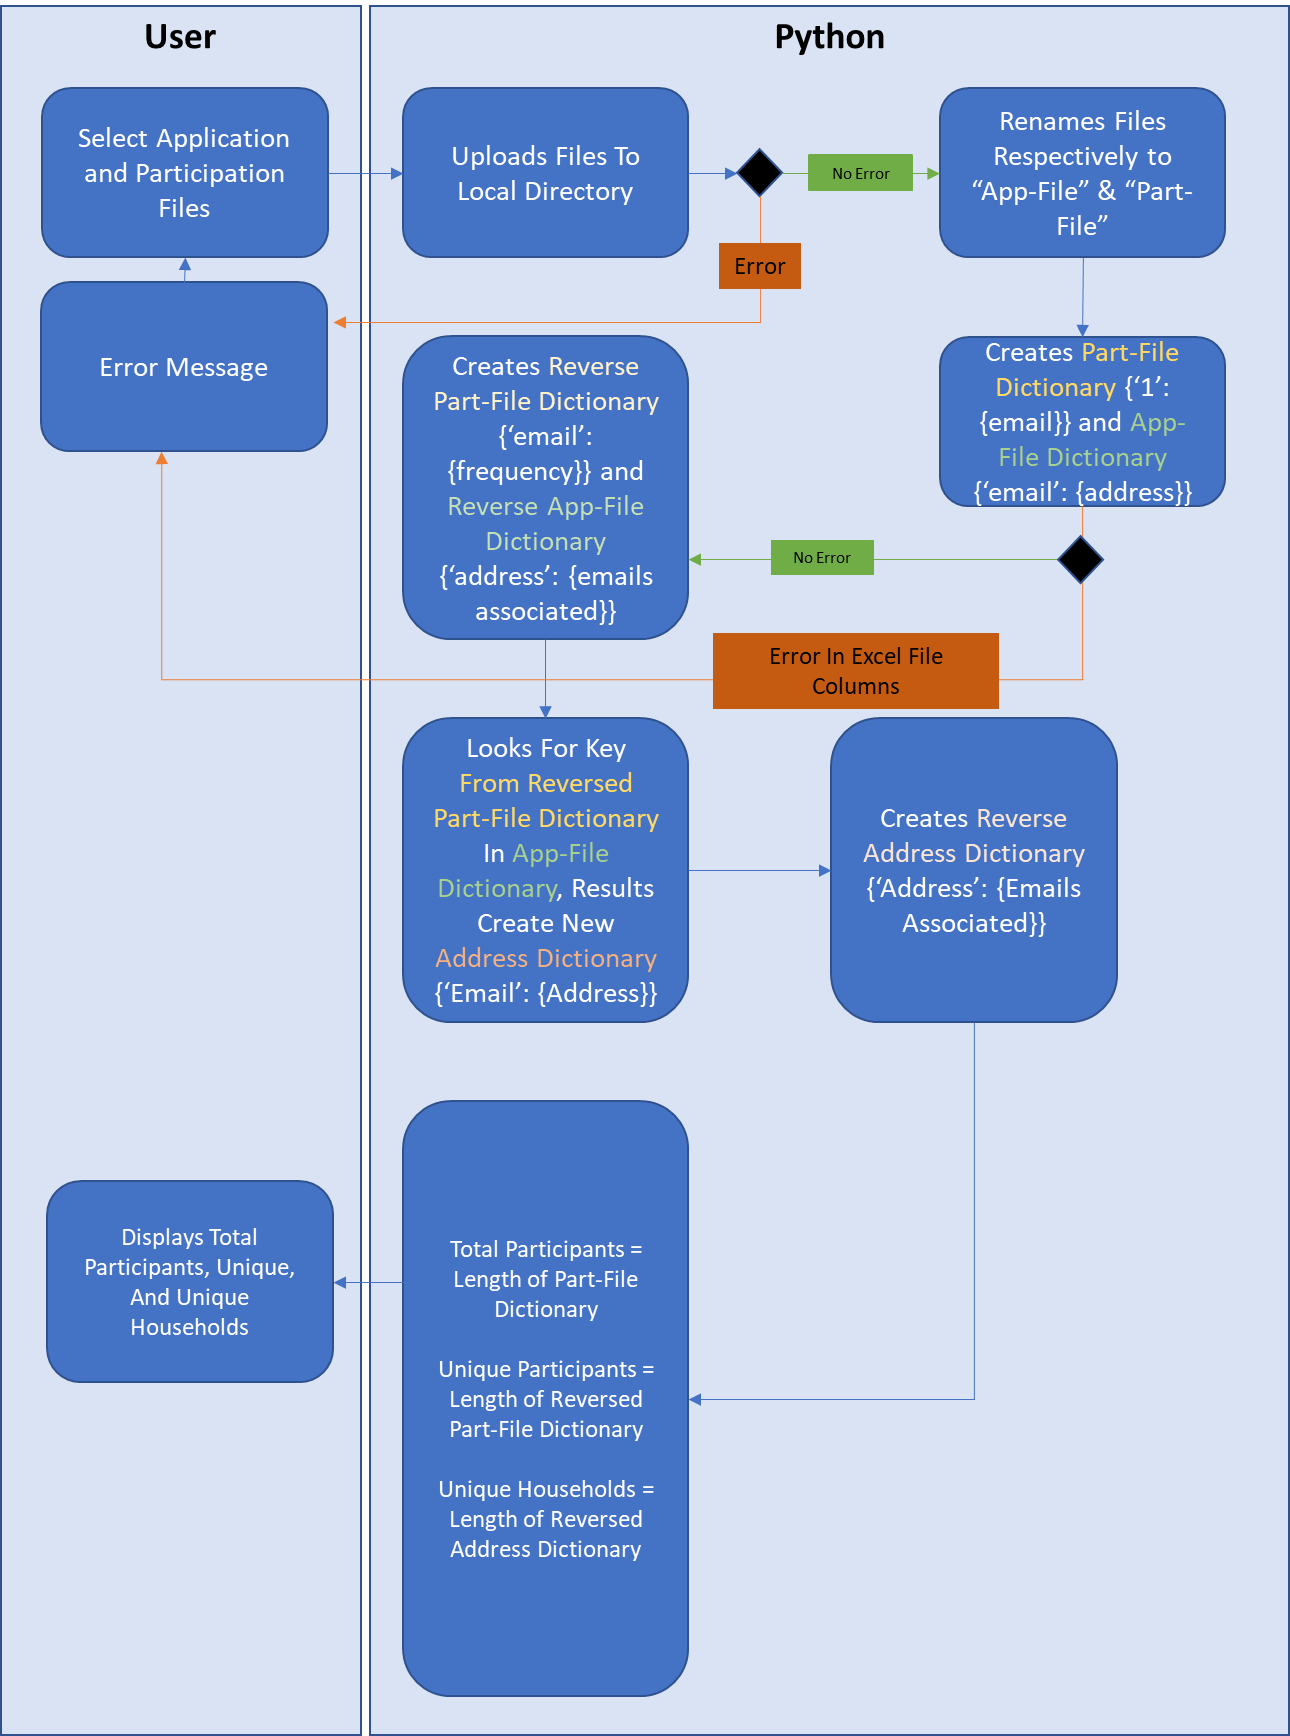 User
Python
Select Application
and Participation
Files
Uploads Files To
Local Directory
No Error
Renames Files
Respectively to
“App-File” & “Part-
File”
Error
Error Message
Creates Part-File
Dictionary {‘1’:
{email}} and App-
File Dictionary
{‘email’: {address}}
Creates Reverse
Part-File Dictionary
{‘email’:
{frequency}} and
Reverse App-File
Dictionary
{‘address’: {emails
associated}}
No Error
Error In Excel File
Columns
Looks For Key
From Reversed
Part-File Dictionary
In App-File
Dictionary, Results
Create New
Address Dictionary
{‘Email’: {Address}}
Creates Reverse
Address Dictionary
{‘Address’: {Emails
Associated}}
Total Participants =
Length of Part-File
Dictionary
Unique Participants =
Length of Reversed
Part-File Dictionary
Unique Households =
Length of Reversed
Address Dictionary
Displays Total
Participants, Unique,
And Unique
Households